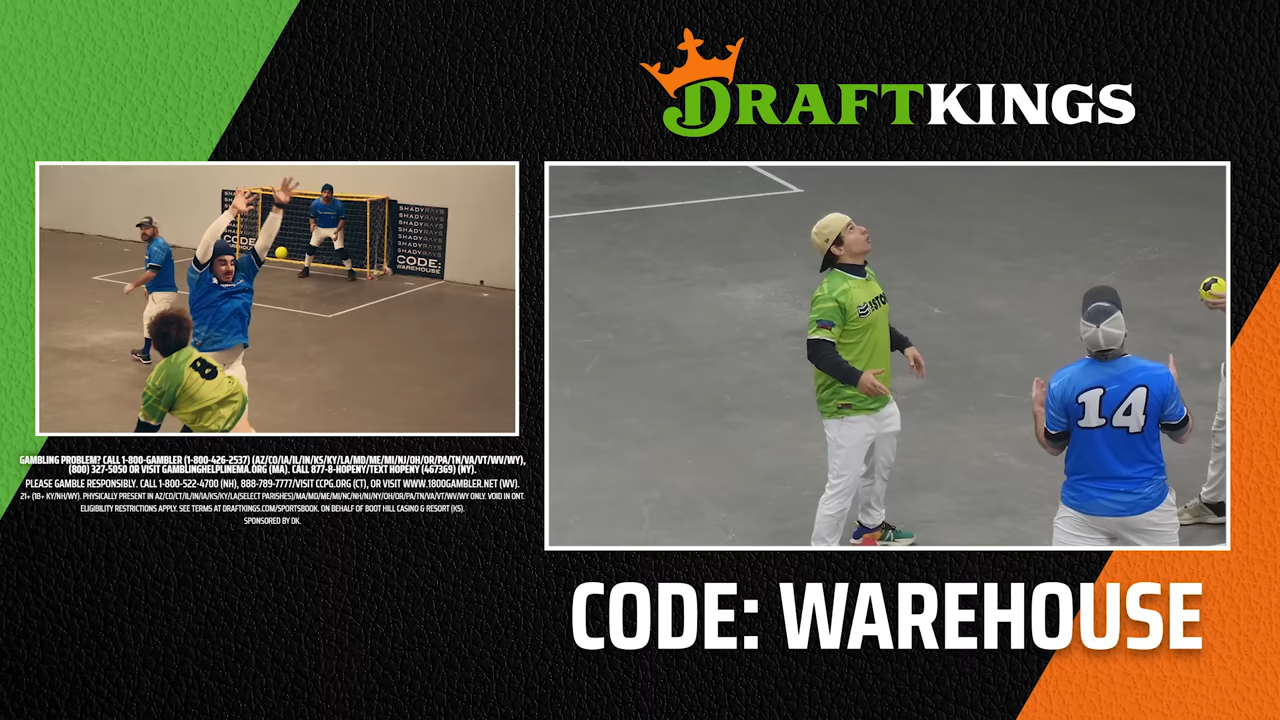 DRAFTKINGS
SHADYRAYS
SHADYRAYS
SHADYRAYS
SHADYRAYS
SHADYRAYS
CODE:
WAREHOUSE
CODE:
8
14
GAMBLING PROBLEM? CALL 1-800-GAMBLER (1-800-426-2537) (AZ/CO/IA/IL/IN/KS/KY/LA/MD/ME/MI/NJ/OH/OR/PA/TN/VA/VT/WV/WY),
(800) 327-5050 OR VISIT GAMBLINGHELPLINEMA.ORG (MA). CALL 877-8-HOPENY/TEXT HOPENY (467369) (NY).
PLEASE GAMBLE RESPONSIBLY. CALL 1-800-522-4700 (NH), 888-789-7777/VISIT CCPG.ORG (CT), OR VISIT WWW.1800GAMBLER.NET (WV).
21+ (18+ KY/NH/WY). PHYSICALLY PRESENT IN AZ/CO/CT/IL/IN/IA/KS/KY/LA(SELECT PARISHES)/MA/MD/ME/MI/NC/NH/NJ/NY/OH/OR/PA/TN/VA/VT/WV/WY ONLY. VOID IN ONT.
ELIGIBILITY RESTRICTIONS APPLY. SEE TERMS AT DRAFTKINGS.COM/SPORTSBOOK. ON BEHALF OF BOOT HILL CASINO & RESORT (KS).
SPONSORED BY DK.
CODE: WAREHOUSE